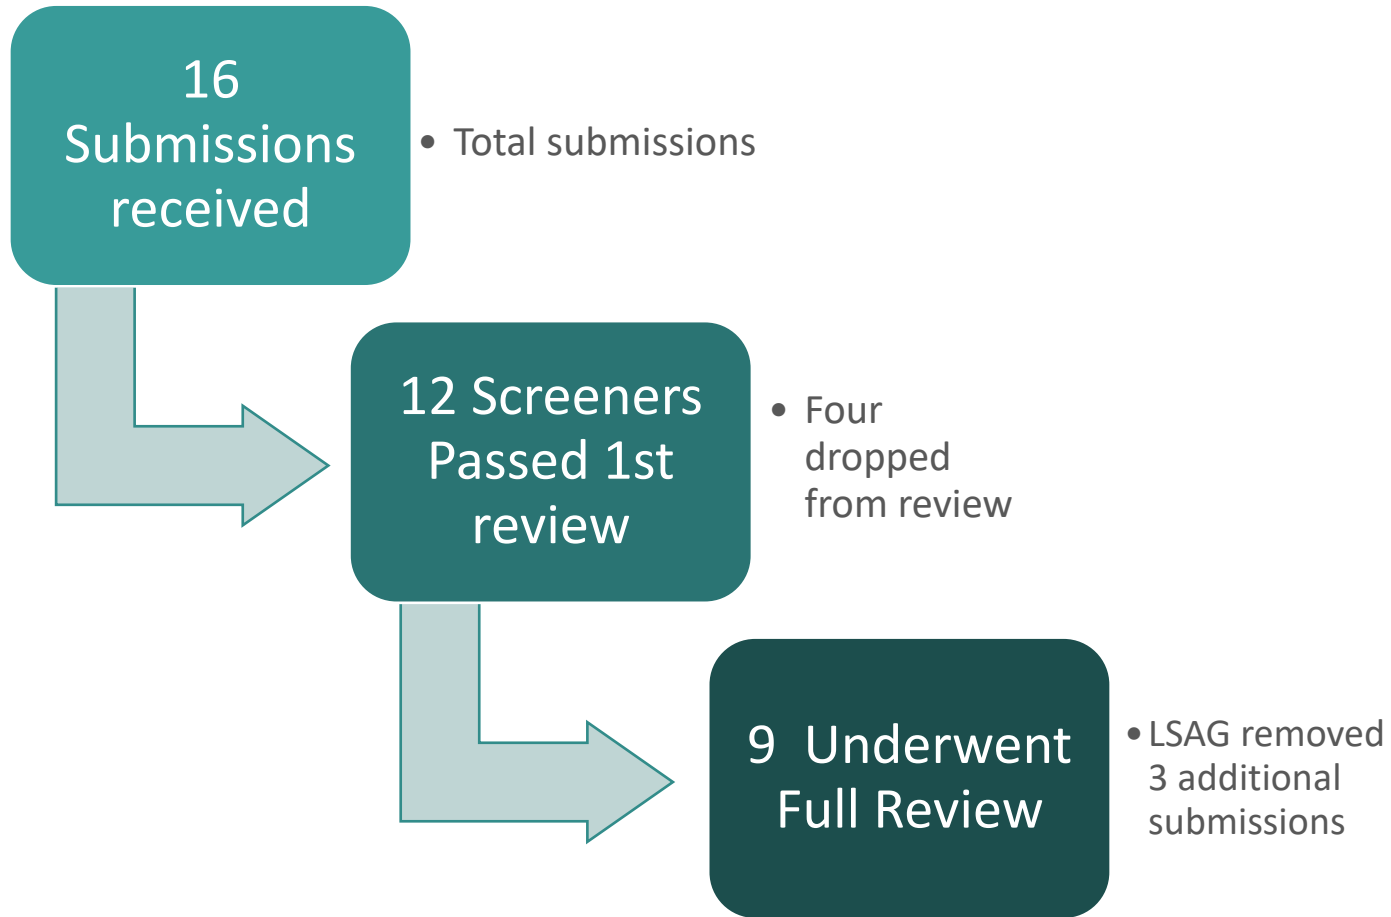 16
Submissions
received
• Total submissions
12 Screeners
Passed 1st
review
• Four
dropped
from review
9 Underwent
Full Review
• LSAG removed
3 additional
submissions